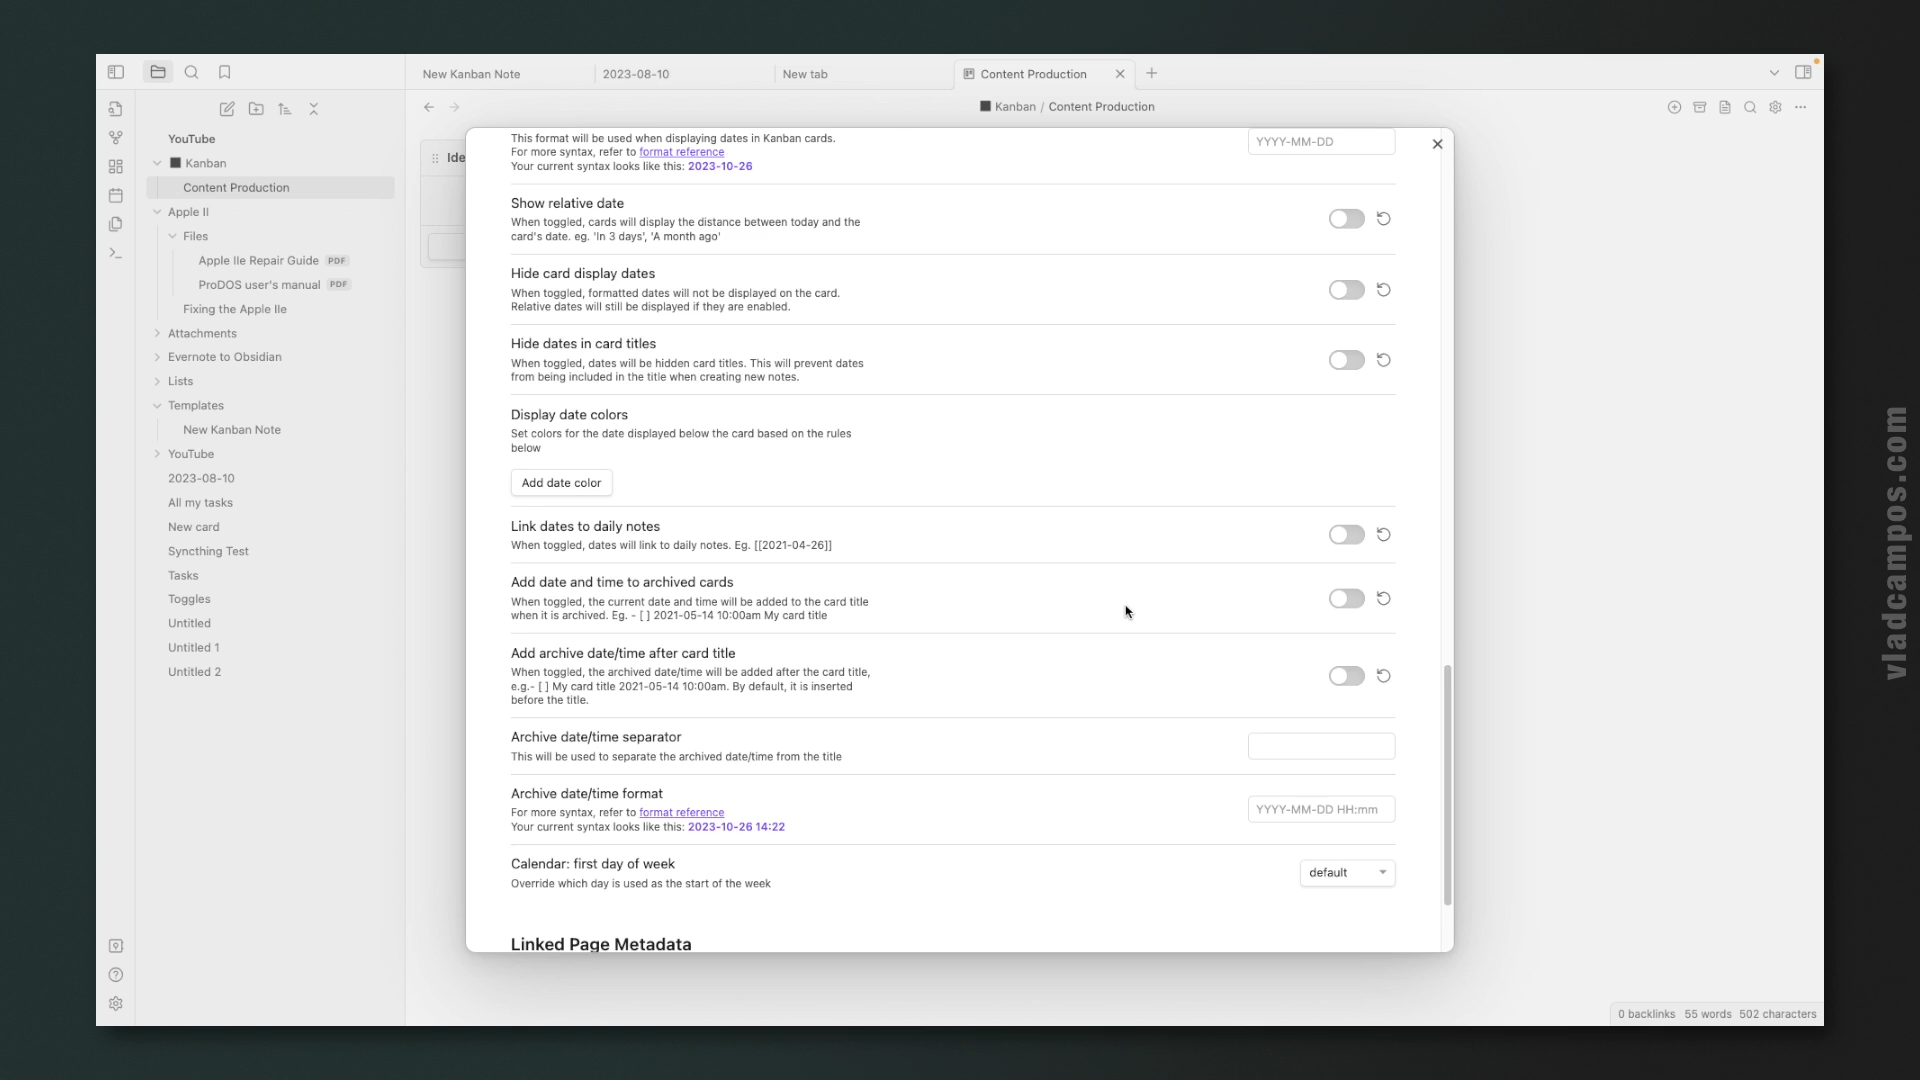 New Kanban Note
2023-08-10
New tab
Content Production
Kanban / Content Production
YouTube
Kanban
Content Production
Apple II
Files
Apple IIe Repair Guide PDF
ProDOS user's manual PDF
Fixing the Apple IIe
Attachments
Evernote to Obsidian
Lists
Templates
New Kanban Note
YouTube
2023-08-10
All my tasks
New card
Syncthing Test
Tasks
Toggles
Untitled
Untitled 1
Untitled 2
Ide
This format will be used when displaying dates in Kanban cards.
For more syntax, refer to format reference
Your current syntax looks like this: 2023-10-26
YYYY-MM-DD
Show relative date
When toggled, cards will display the distance between today and the
card's date. eg. 'In 3 days', 'A month ago'
Hide card display dates
When toggled, formatted dates will not be displayed on the card.
Relative dates will still be displayed if they are enabled.
Hide dates in card titles
When toggled, dates will be hidden card titles. This will prevent dates
from being included in the title when creating new notes.
Display date colors
Set colors for the date displayed below the card based on the rules
below
Add date color
Link dates to daily notes
When toggled, dates will link to daily notes. Eg. [[2021-04-26]]
Add date and time to archived cards
When toggled, the current date and time will be added to the card title
when it is archived. Eg. - [ ] 2021-05-14 10:00am My card title
Add archive date/time after card title
When toggled, the archived date/time will be added after the card title,
e.g.- [ ] My card title 2021-05-14 10:00am. By default, it is inserted
before the title.
Archive date/time separator
This will be used to separate the archived date/time from the title
Archive date/time format
For more syntax, refer to format reference
Your current syntax looks like this: 2023-10-26 14:22
YYYY-MM-DD HH:mm
Calendar: first day of week
Override which day is used as the start of the week
default
Linked Page Metadata
0 backlinks 55 words 502 characters
vladcampos.com